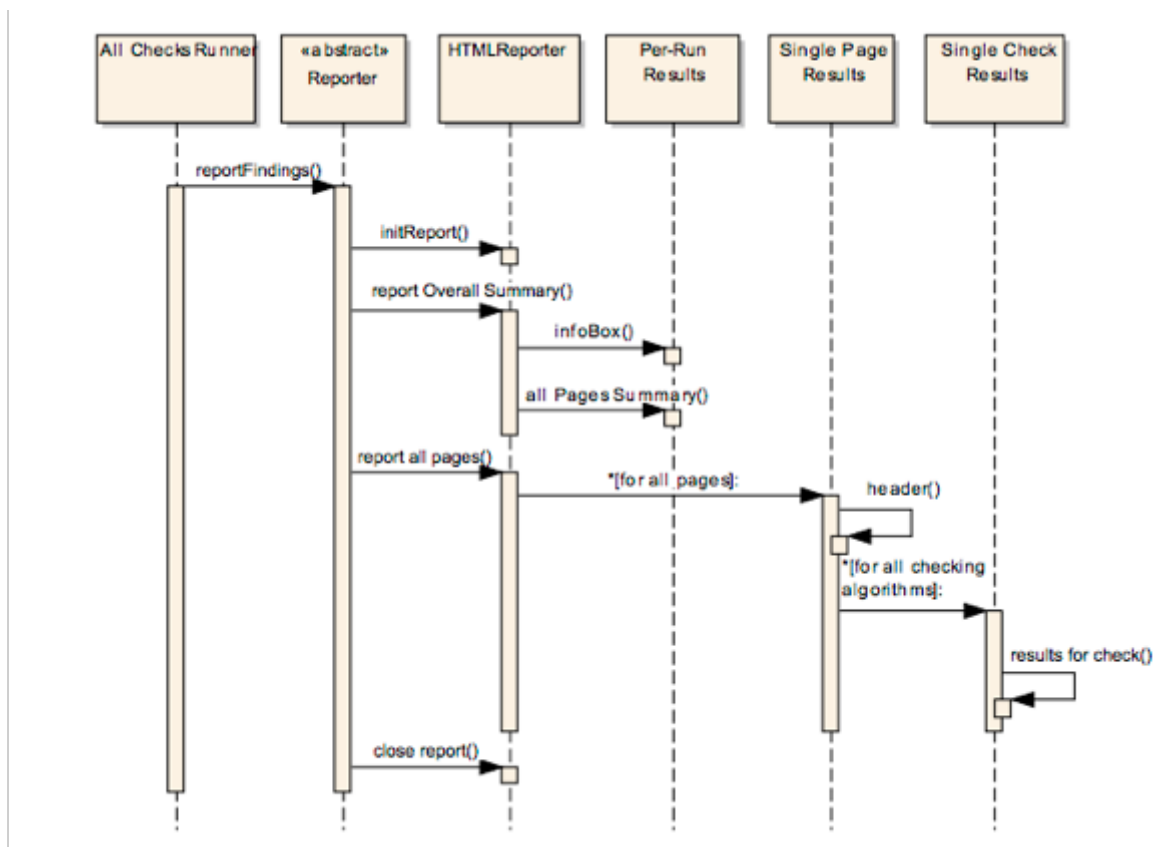 All Checks Runner
«abstract»
Reporter
HTMLReporter
Per-Run
Results
Single Page
Results
Single Check
Results
reportFindings()
initReport()
report Overall Summary()
infoBox()
all Pages Summary()
report all pages()
*[for all pages]:
header()
*[for all checking
algorithms]:
results for check()
close report()